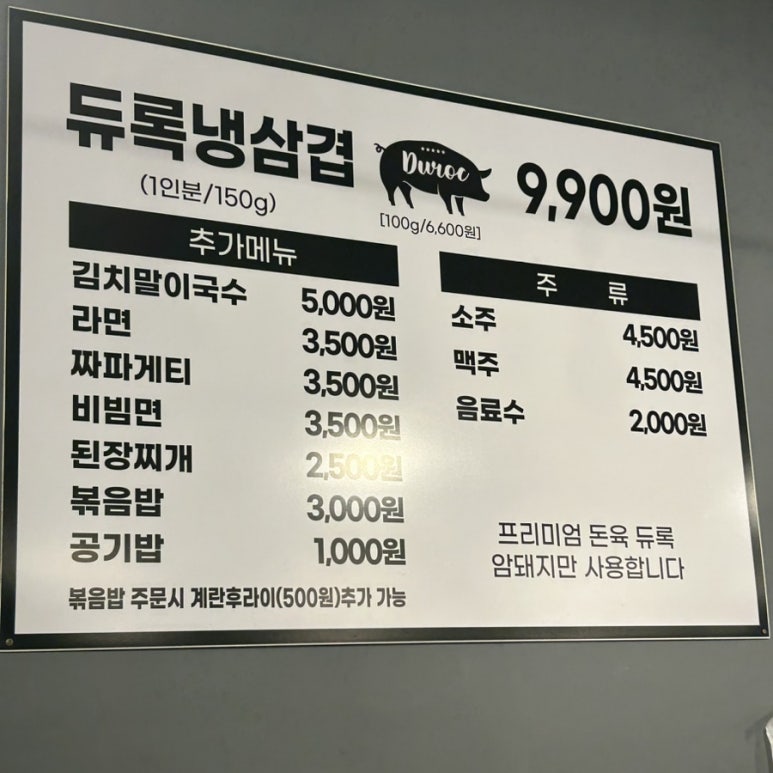 듀록냉삼겹 Duroc 9,900원
(1인분/150g)
[100g/6,600원]
추가메뉴
김치말이국수 5,000원
라면 3,500원
짜파게티 3,500원
비빔면 3,500원
된장찌개 2,500원
볶음밥 3,000원
공기밥 1,000원
볶음밥 주문시 계란후라이(500원)추가 가능
주 류
소주 4,500원
맥주 4,500원
음료수 2,000원
프리미엄 돈육 듀록
암돼지만 사용합니다